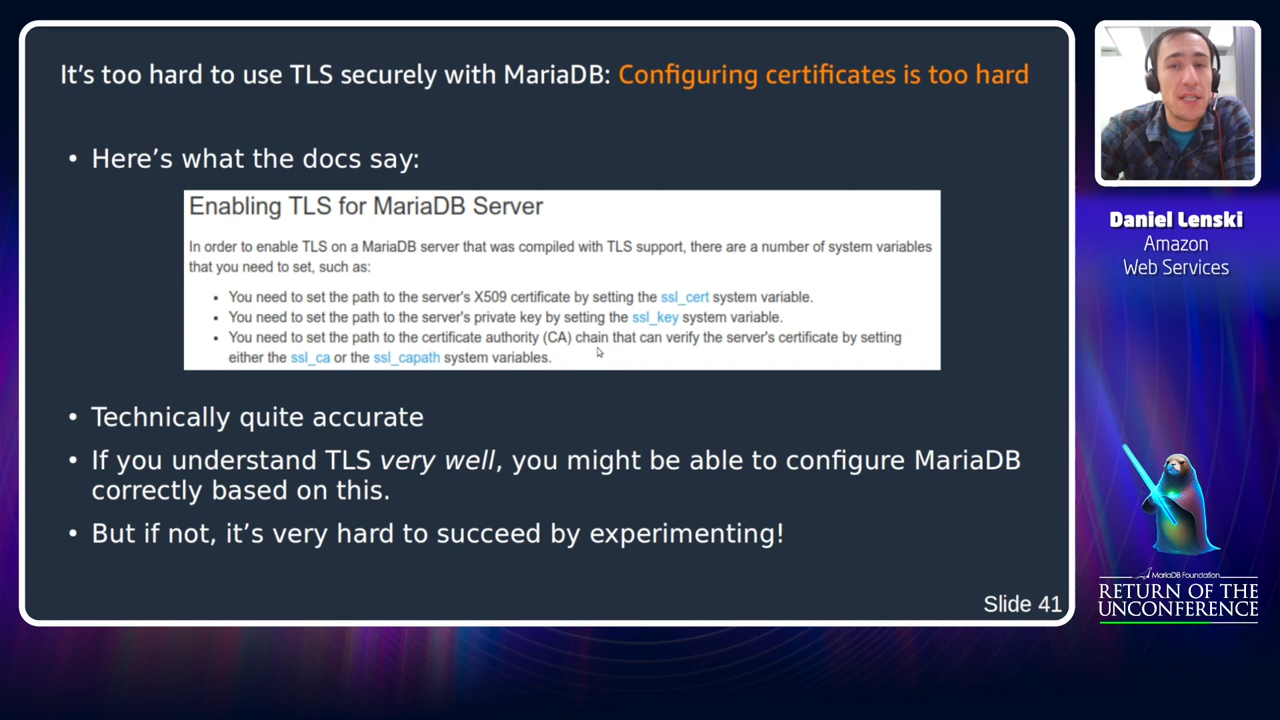 It’s too hard to use TLS securely with MariaDB: Configuring certificates is too hard
• Here’s what the docs say:
Enabling TLS for MariaDB Server
In order to enable TLS on a MariaDB server that was compiled with TLS support, there are a number of system variables
that you need to set, such as:
• You need to set the path to the server's X509 certificate by setting the ssl_cert system variable.
• You need to set the path to the server's private key by setting the ssl_key system variable.
• You need to set the path to the certificate authority (CA) chain that can verify the server's certificate by setting
either the ssl_ca or the ssl_capath system variables.
• Technically quite accurate
• If you understand TLS very well, you might be able to configure MariaDB
correctly based on this.
• But if not, it’s very hard to succeed by experimenting!
Slide 41
Daniel Lenski
Amazon
Web Services
MariaDB Foundation
RETURN OF THE
UNCONFERENCE